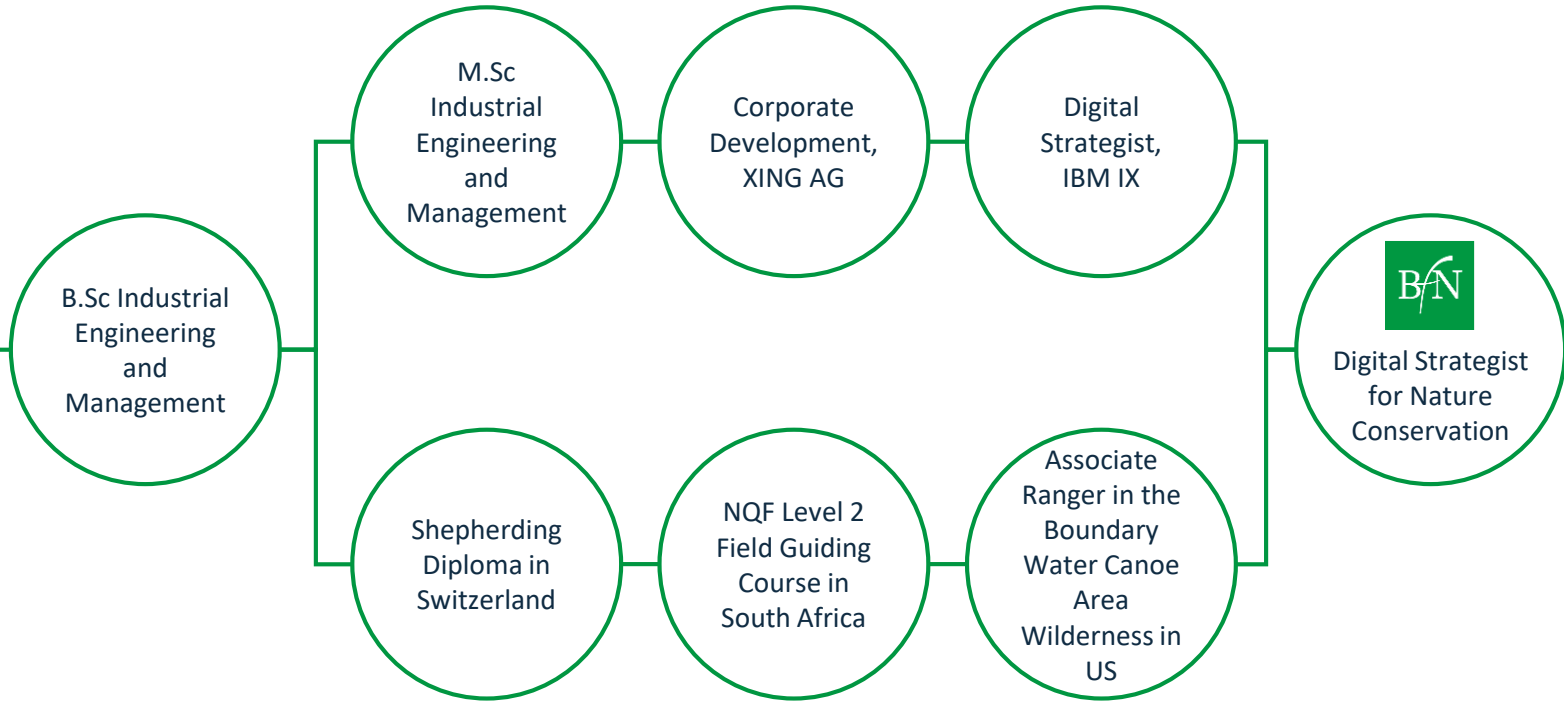 B.Sc Industrial
Engineering
and
Management
M.Sc
Industrial
Engineering
and
Management
Corporate
Development,
XING AG
Digital
Strategist,
IBM IX
Shepherding
Diploma in
Switzerland
NQF Level 2
Field Guiding
Course in
South Africa
Associate
Ranger in the
Boundary
Water Canoe
Area
Wilderness in
US
BfN
Digital Strategist
for Nature
Conservation